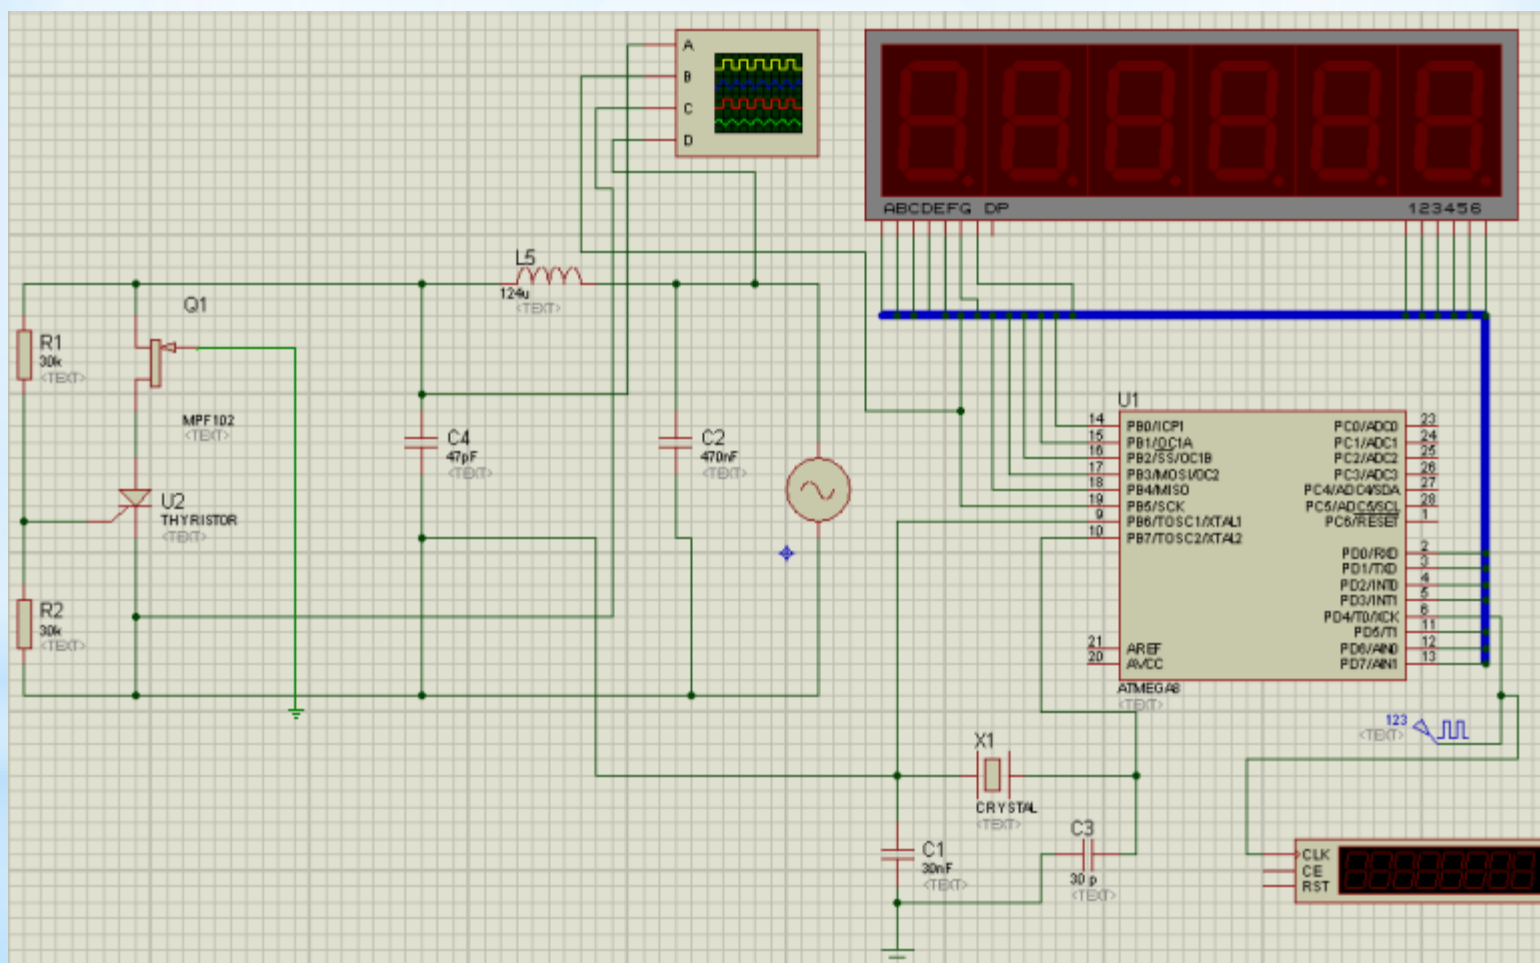 A
B
C
D
ABCDEFG DP
123456
L5
124u
<TEXT>
Q1
MPF102
<TEXT>
R1
30k
<TEXT>
C4
47pF
<TEXT>
C2
470nF
<TEXT>
U2
THYRISTOR
<TEXT>
R2
30k
<TEXT>
U1
14 PB0/ICP1 PC0/ADC0 23
15 PB1/OC1A PC1/ADC1 24
16 PB2/SS/OC1B PC2/ADC2 25
17 PB3/MOSI/OC2 PC3/ADC3 26
18 PB4/MISO PC4/ADC4/SDA 27
19 PB5/SCK PC5/ADC5/SCL 28
9 PB6/TOSC1/XTAL1 PC6/RESET 1
10 PB7/TOSC2/XTAL2
PD0/RXD 2
PD1/TXD 3
PD2/INT0 4
PD3/INT1 5
PD4/T0/XCK 6
PD5/T1 11
21 AREF PD6/AIN0 12
20 AVCC PD7/AIN1 13
ATMEGA8
<TEXT>
123
<TEXT>
X1
CRYSTAL
<TEXT>
C1
30nF
<TEXT>
C3
30p
<TEXT>
CLK
CE
RST